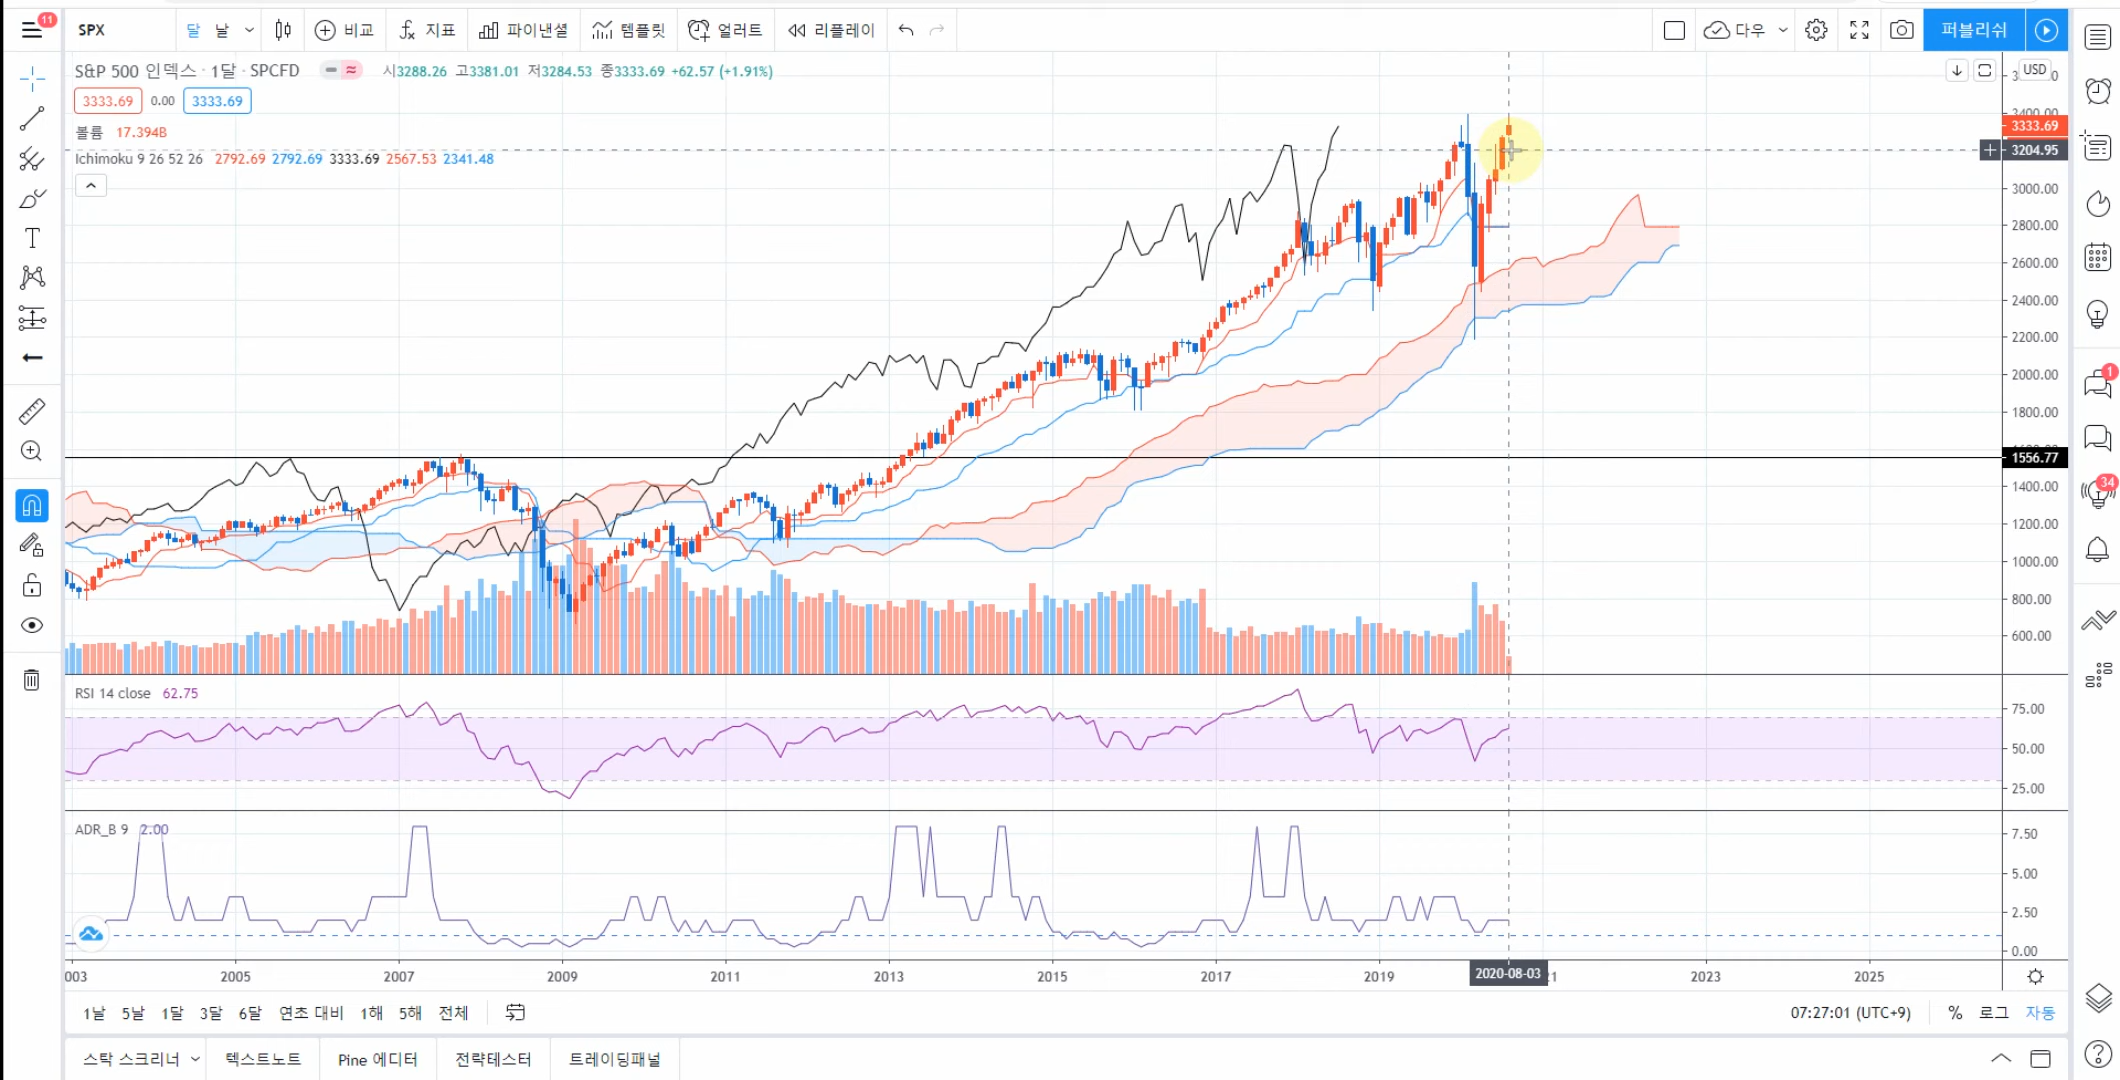 11 SPX 달 날 비교 지표 파이낸셜 템플릿 얼러트 리플레이 다우 퍼블리쉬
S&P 500 인덱스 · 1달 · SPCFD 시3288.26 고3381.01 저3284.53 종3333.69 +62.57 (+1.91%) USD
3333.69 0.00 3333.69
볼륨 17.394B
Ichimoku 9 26 52 26 2792.69 2792.69 3333.69 2567.53 2341.48
3400.00
3333.69
3204.95
3000.00
2800.00
2600.00
2400.00
2200.00
2000.00
1800.00
1556.77
1400.00
1200.00
1000.00
800.00
600.00
1
34
RSI 14 close 62.75
75.00
50.00
25.00
ADR_B 9 2.00
7.50
5.00
2.50
0.00
003 2005 2007 2009 2011 2013 2015 2017 2019 2020-08-03 21 2023 2025
1날 5날 1달 3달 6달 연초 대비 1해 5해 전체 07:27:01 (UTC+9) % 로그 자동
스탁 스크리너 텍스트노트 Pine 에디터 전략테스터 트레이딩패널